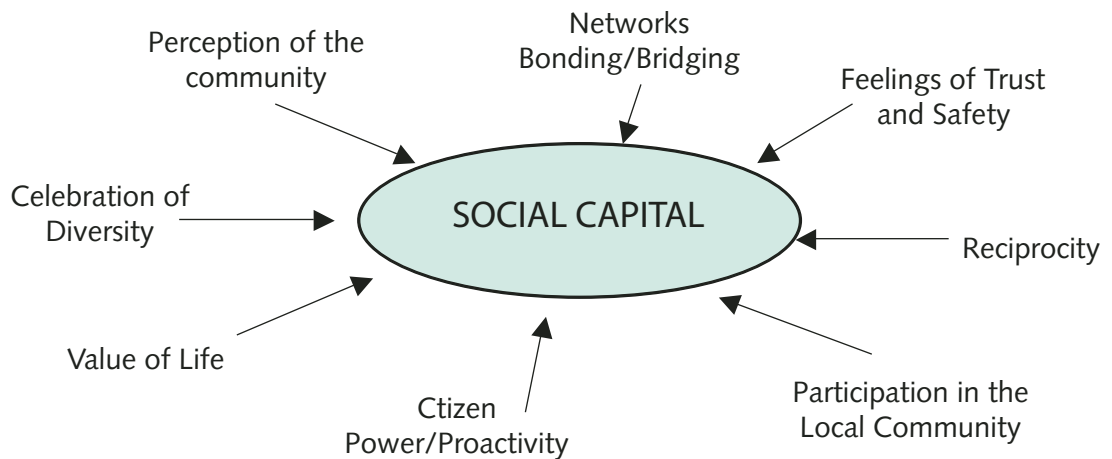 Networks
Bonding/Bridging
Perception of the
community
Feelings of Trust
and Safety
Celebration of
Diversity
SOCIAL CAPITAL
Reciprocity
Value of Life
Participation in the
Local Community
Ctizen
Power/Proactivity